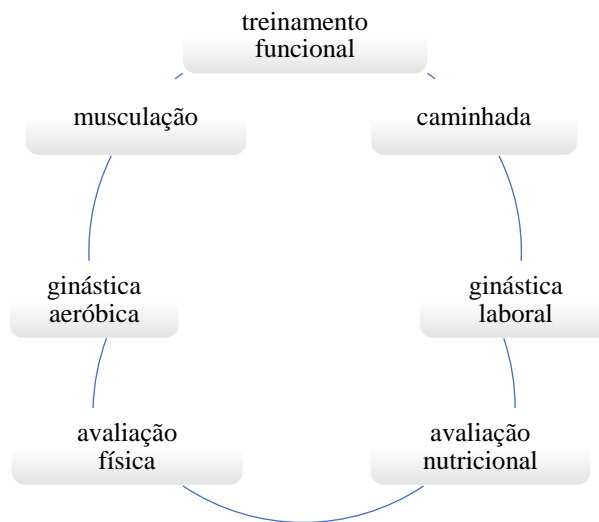 treinamento
funcional
musculação
caminhada
ginástica
aeróbica
ginástica
laboral
avaliação
física
avaliação
nutricional